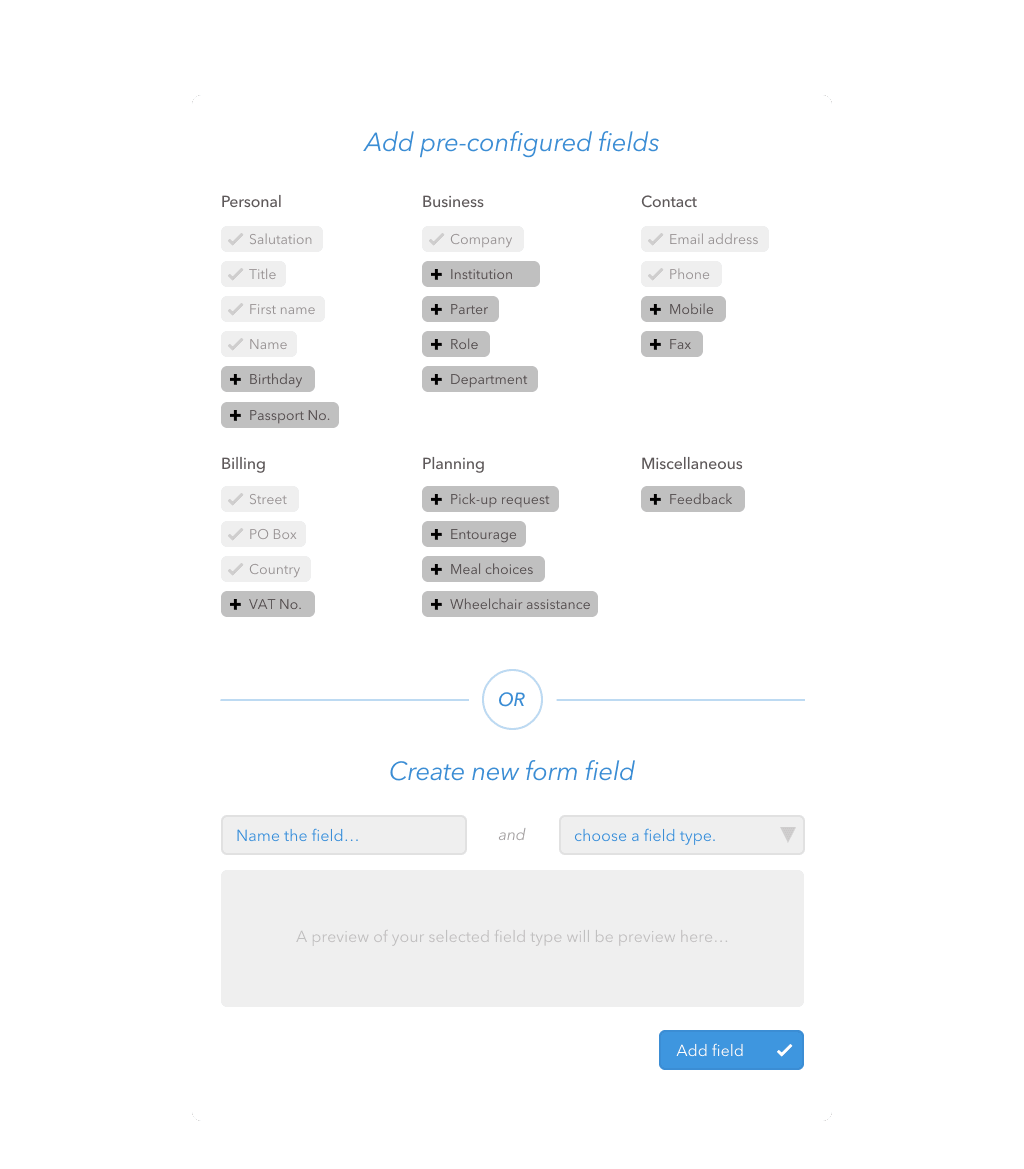 Add pre-configured fields
Personal
Salutation
Title
First name
Name
Birthday
Passport No.
Business
Company
Institution
Parter
Role
Department
Contact
Email address
Phone
Mobile
Fax
Billing
Street
PO Box
Country
VAT No.
Planning
Pick-up request
Entourage
Meal choices
Wheelchair assistance
Miscellaneous
Feedback
OR
Create new form field
Name the field…
and
choose a field type.
A preview of your selected field type will be preview here…
Add field